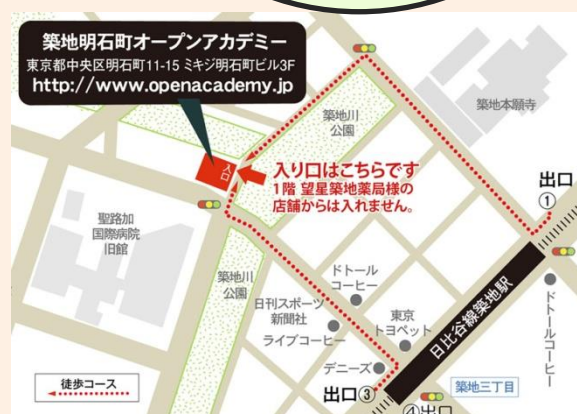 築地明石町オープンアカデミー
東京都中央区明石町11-15 ミキジ明石町ビル3F
http://www.openacademy.jp
築地川
公園
築地本願寺
入口
入り口はこちらです
1階 望星築地薬局様の
店舗からは入れません。
出口
①
聖路加
国際病院
旧館
築地川
公園
ドトール
コーヒー
日刊スポーツ
新聞社
ライブコーヒー
東京
トヨペット
日比谷線築地駅
ドトールコーヒー
デニーズ
出口③
築地三丁目
④出口
徒歩コース